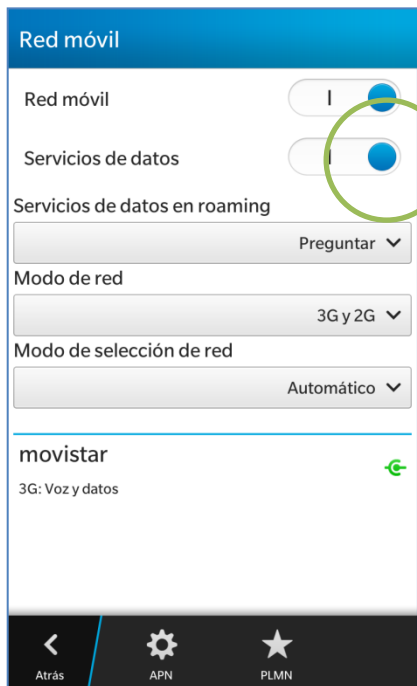 Red móvil
Red móvil
Servicios de datos
Servicios de datos en roaming
Preguntar
Modo de red
3G y 2G
Modo de selección de red
Automático
movistar
3G: Voz y datos
Atrás APN PLMN